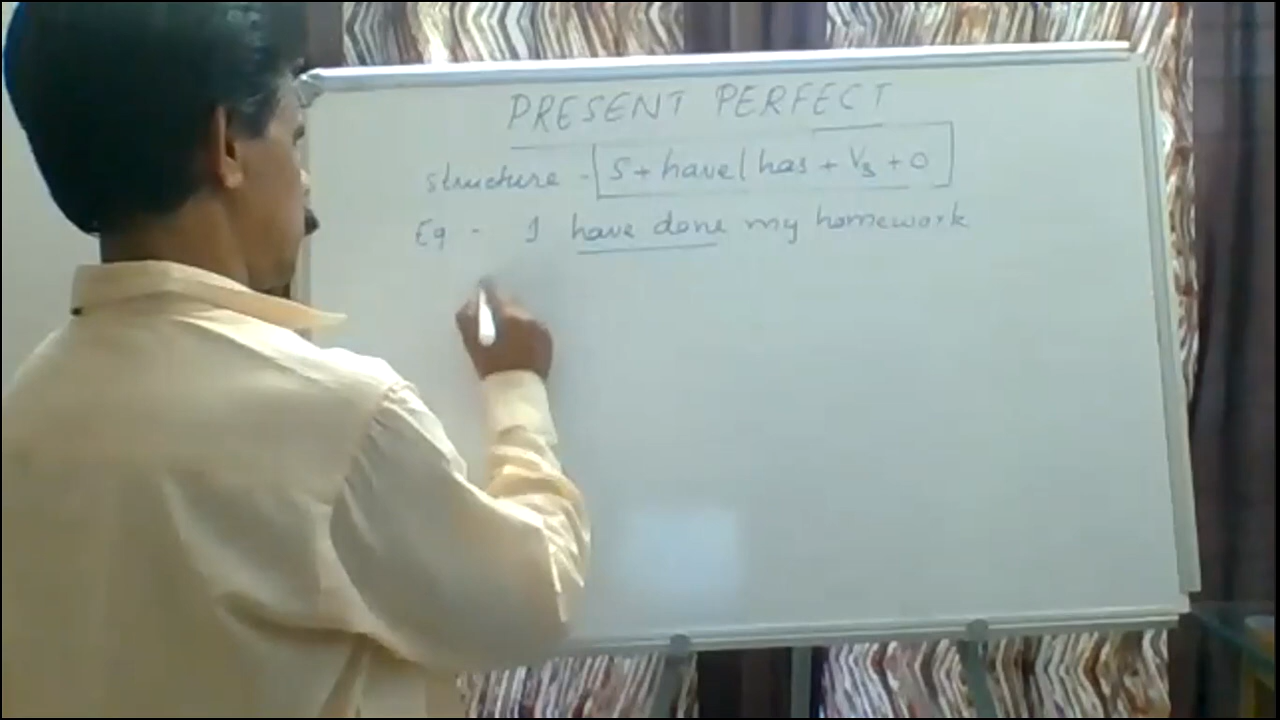 PRESENT PERFECT
structure - S + have / has + V₃ + O
Eg - I have done my homework